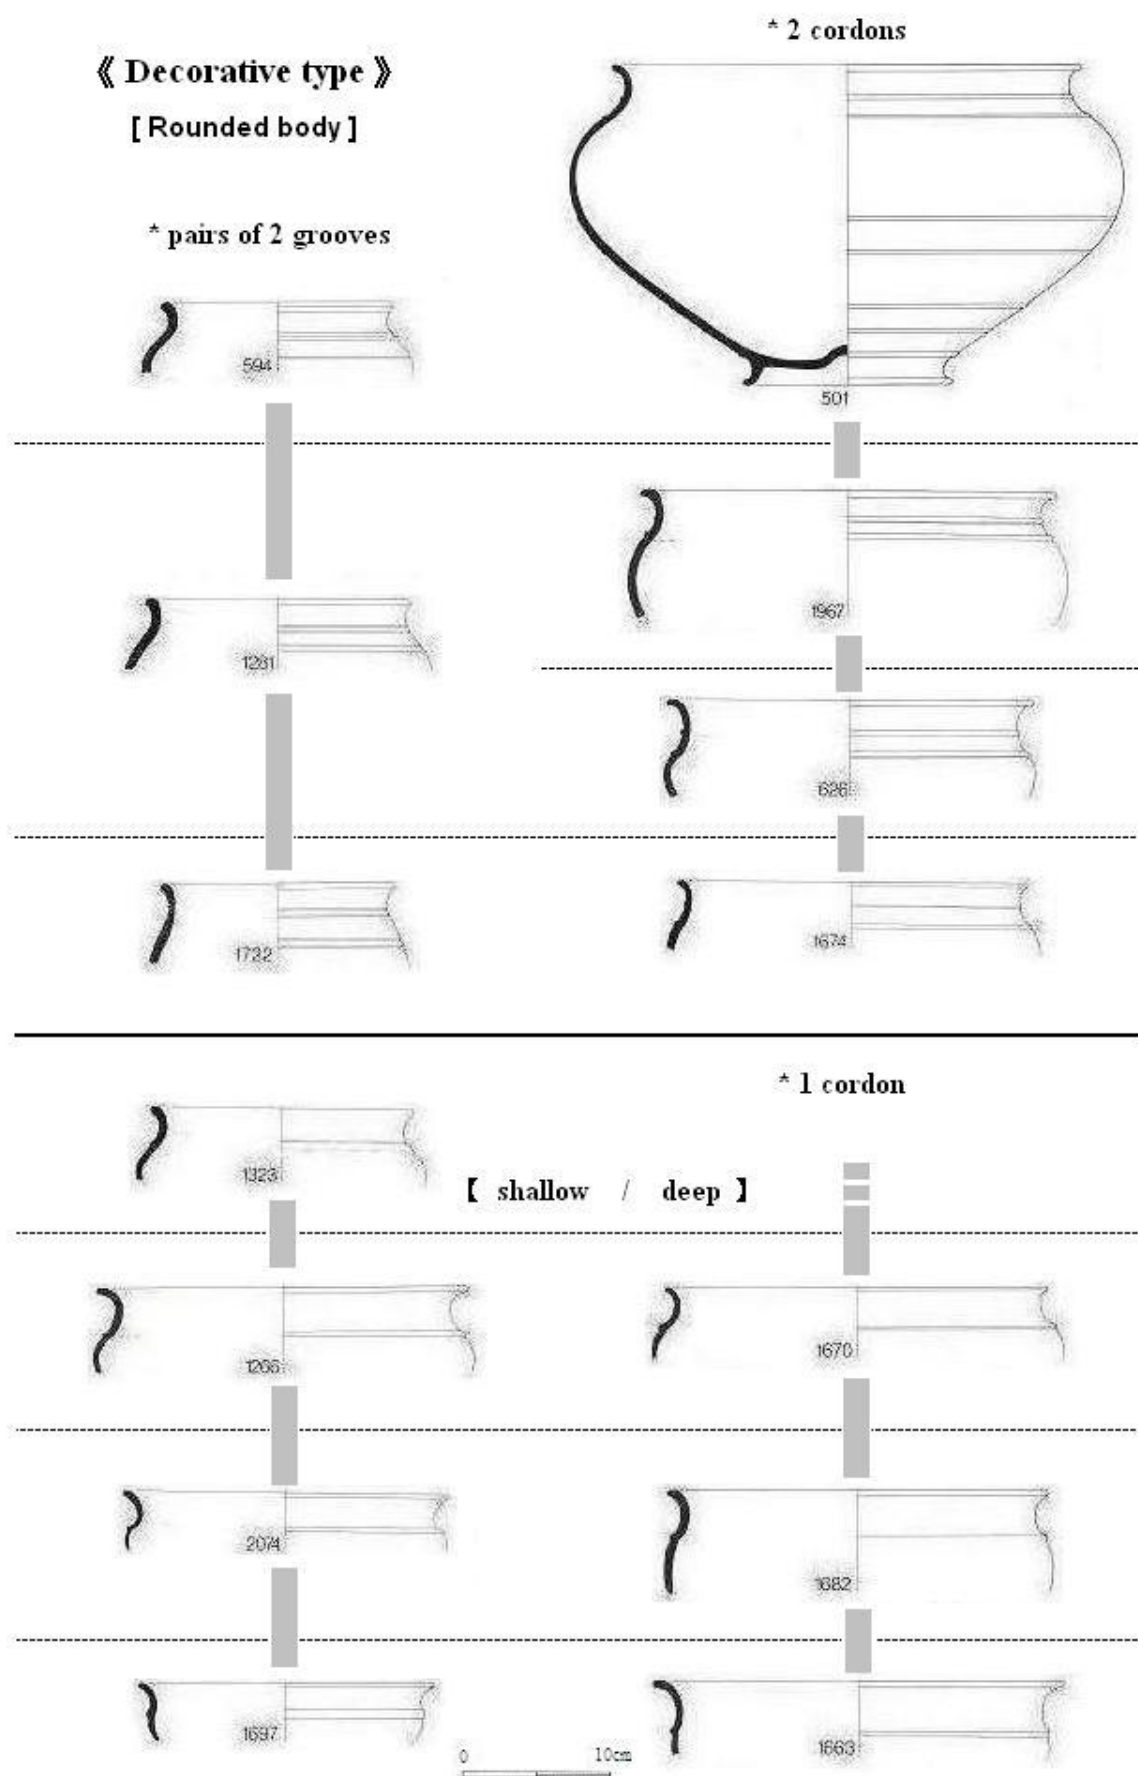 * 2 cordons
《 Decorative type 》
[ Rounded body ]
* pairs of 2 grooves
594
501
1967
1281
626
1732
1674
* 1 cordon
1323
【 shallow / deep 】
1266
1670
2074
1682
1697
1663
0 10cm